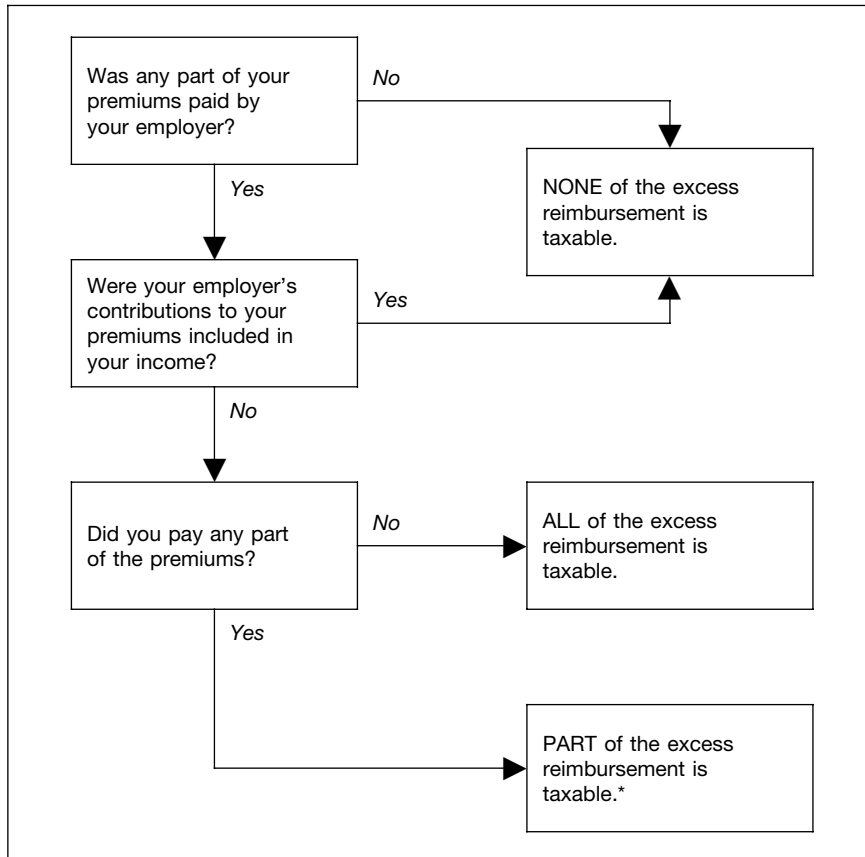 Was any part of your
premiums paid by
your employer?
No
Yes
NONE of the excess
reimbursement is
taxable.
Were your employer’s
contributions to your
premiums included in
your income?
Yes
No
Did you pay any part
of the premiums?
No
ALL of the excess
reimbursement is
taxable.
Yes
PART of the excess
reimbursement is
taxable.*